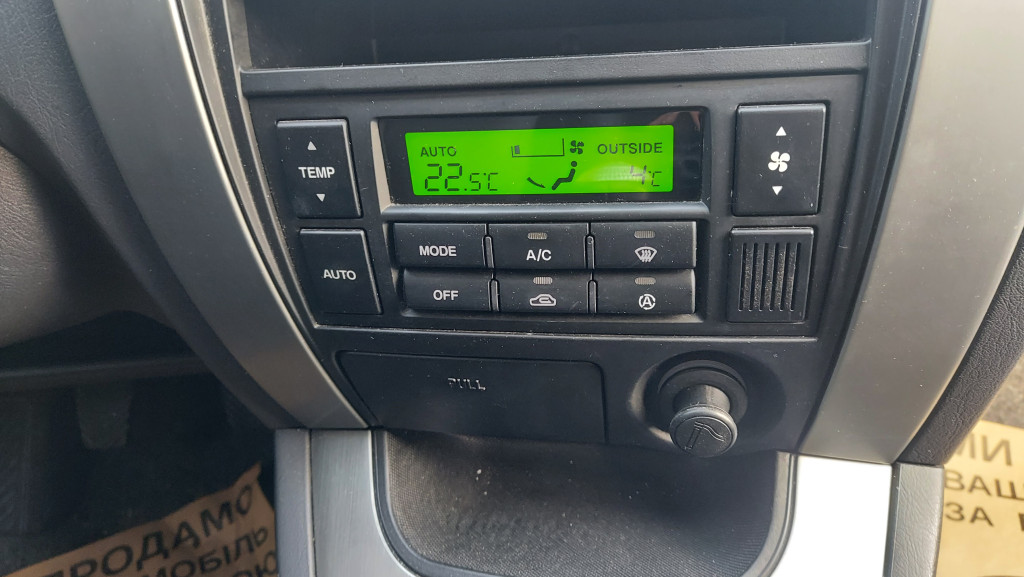 AUTO OUTSIDE
22.5°C 4°C
TEMP
MODE A/C
AUTO
OFF
PULL
ПРОДАМО
МОБІЛЬ
МИ
ВАШ
ЗА